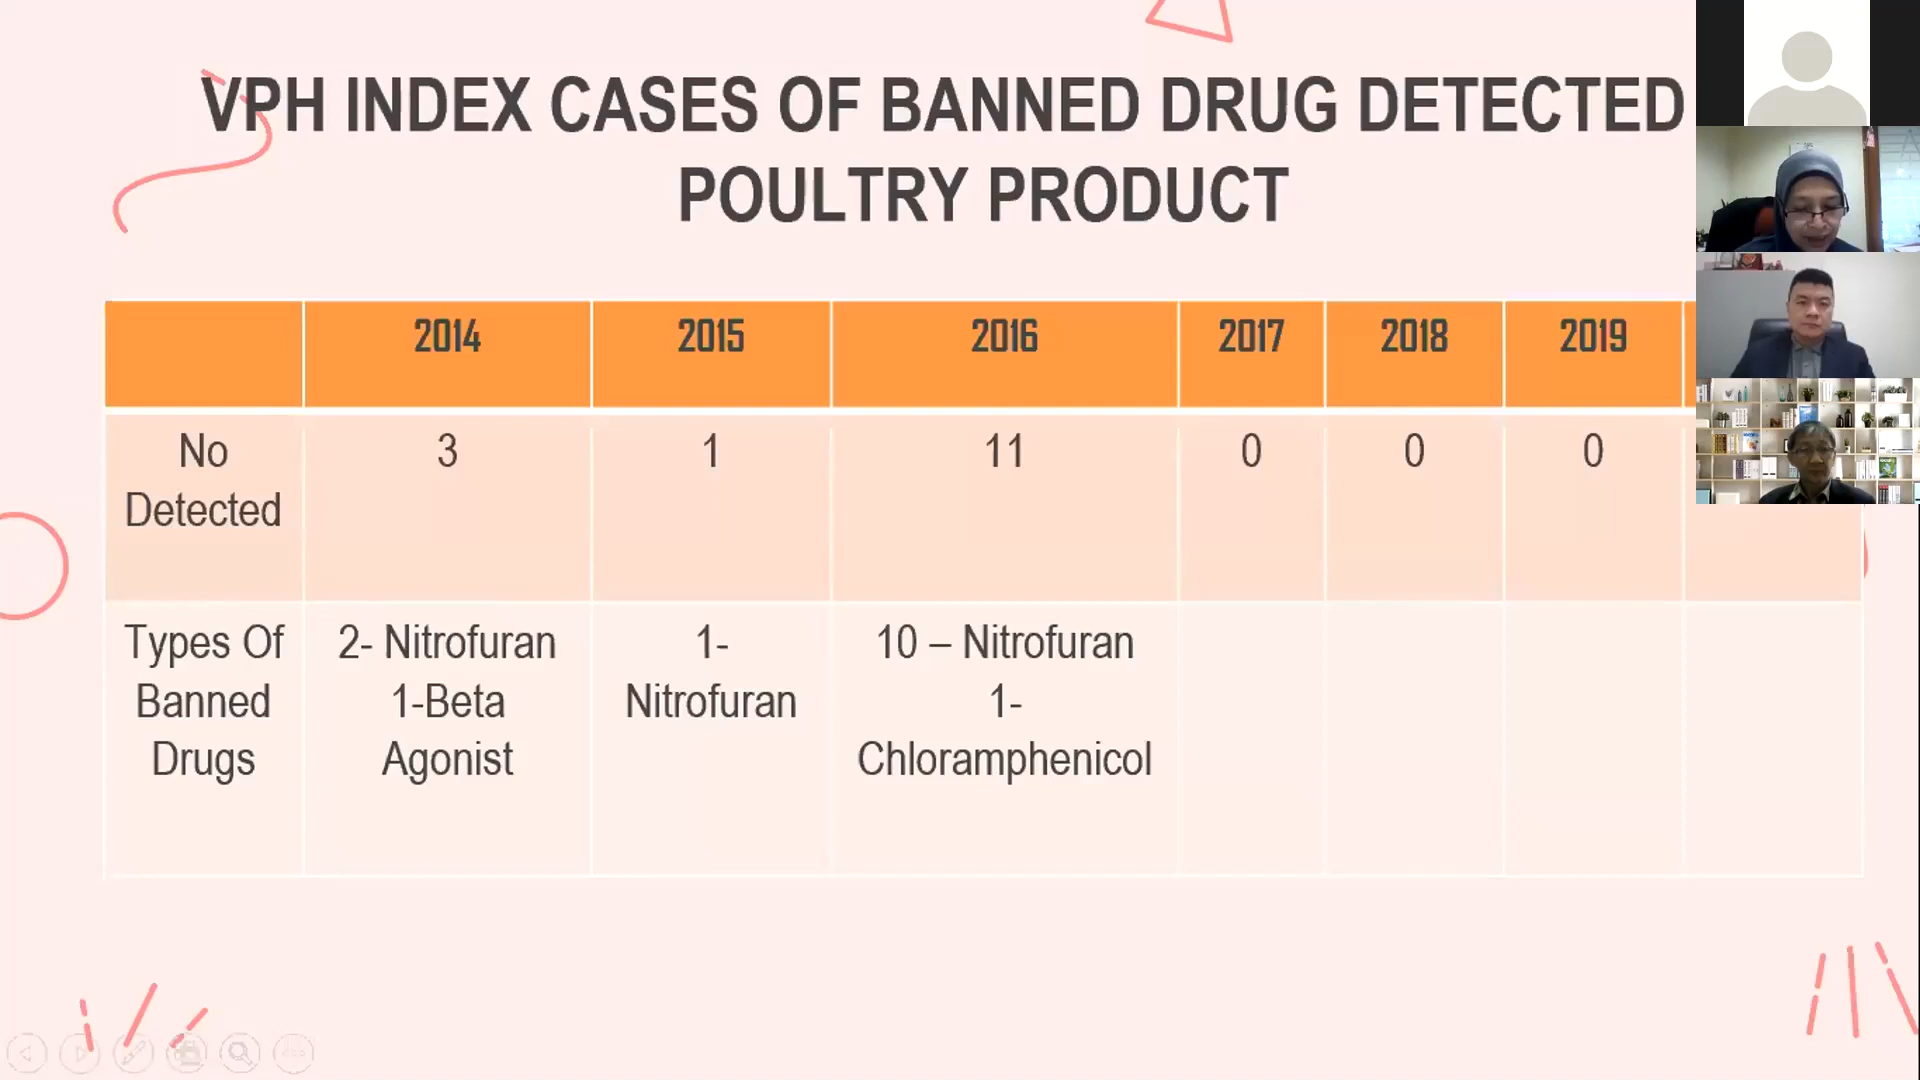 VPH INDEX CASES OF BANNED DRUG DETECTED
POULTRY PRODUCT
2014 2015 2016 2017 2018 2019
No Detected 3 1 11 0 0 0
Types Of Banned Drugs
2- Nitrofuran
1-Beta
Agonist
1-
Nitrofuran
10 – Nitrofuran
1-
Chloramphenicol